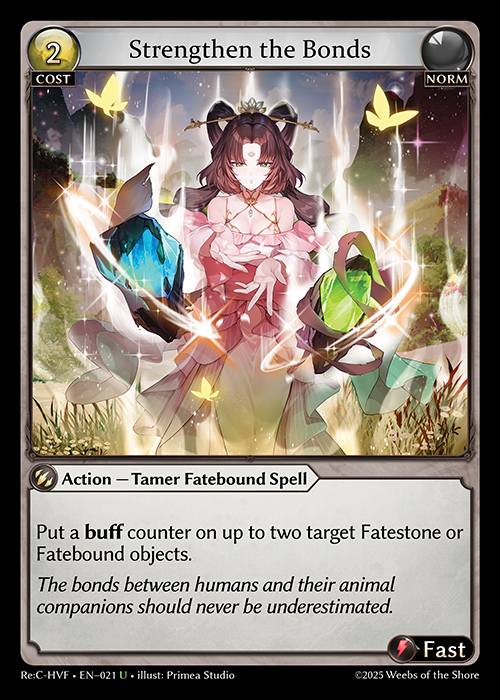 2
Strengthen the Bonds
COST
NORM
Action — Tamer Fatebound Spell
Put a buff counter on up to two target Fatestone or
Fatebound objects.
The bonds between humans and their animal
companions should never be underestimated.
Fast
Re:C-HVF • EN-021 U • illust: Primea Studio
©2025 Weebs of the Shore